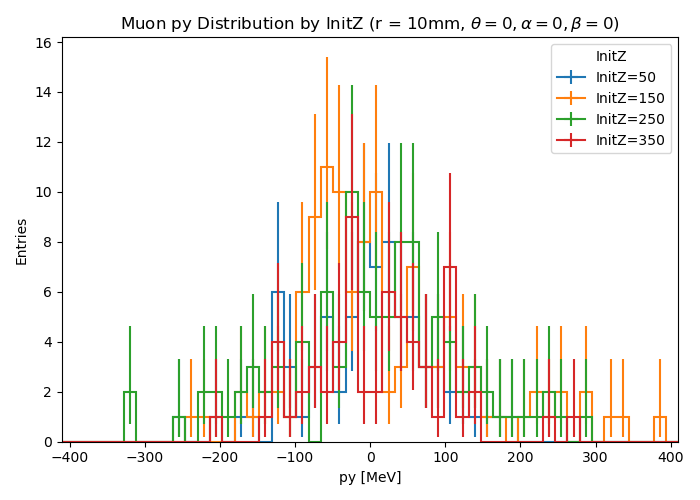 Muon py Distribution by InitZ (r = 10mm, θ = 0, α = 0, β = 0)
16
14
12
10
8
6
4
2
0
Entries
InitZ
InitZ=50
InitZ=150
InitZ=250
InitZ=350
−400 −300 −200 −100 0 100 200 300 400
py [MeV]